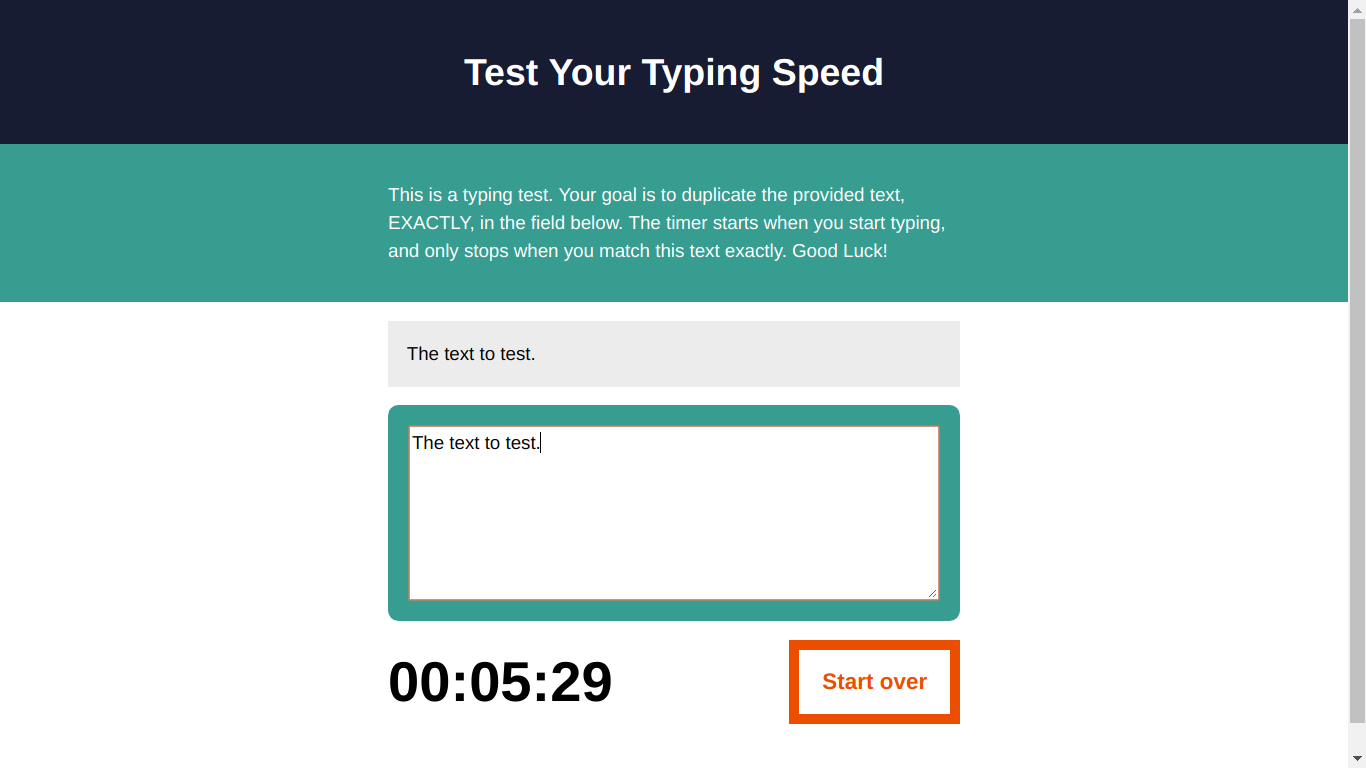 Test Your Typing Speed
This is a typing test. Your goal is to duplicate the provided text,
EXACTLY, in the field below. The timer starts when you start typing,
and only stops when you match this text exactly. Good Luck!
The text to test.
The text to test.
00:05:29
Start over